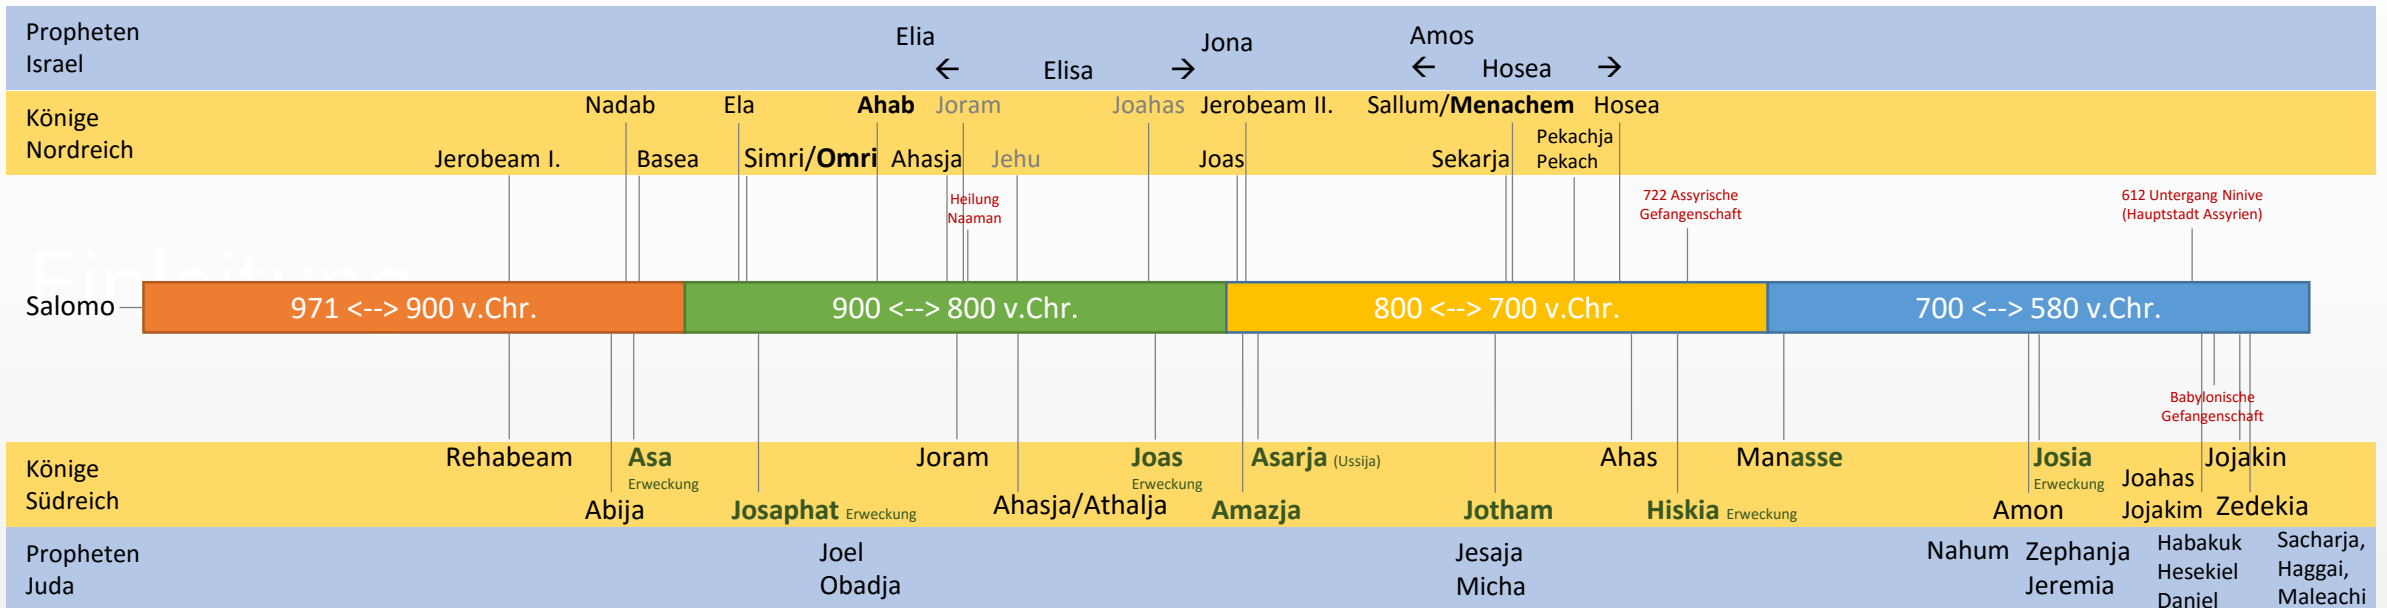 Propheten
Israel
Elia
Jona
Amos
← Elisa →
← Hosea →
Könige
Nordreich
Nadab
Ela
Ahab
Joram
Joahas
Jerobeam II.
Sallum/Menachem
Hosea
Jerobeam I.
Basea
Simri/Omri
Ahasja
Jehu
Joas
Sekarja
Pekachja
Pekach
Heilung
Naaman
722 Assyrische
Gefangenschaft
612 Untergang Ninive
(Hauptstadt Assyrien)
Einleitung
Salomo
971 <--> 900 v.Chr.
900 <--> 800 v.Chr.
800 <--> 700 v.Chr.
700 <--> 580 v.Chr.
Babylonische
Gefangenschaft
Könige
Südreich
Rehabeam
Asa
Erweckung
Joram
Joas
Erweckung
Asarja (Ussija)
Ahas
Manasse
Josia
Erweckung
Joahas
Jojakim
Jojakin
Abija
Josaphat Erweckung
Ahasja/Athalja
Amazja
Jotham
Hiskia Erweckung
Amon
Zedekia
Propheten
Juda
Joel
Obadja
Jesaja
Micha
Nahum
Zephanja
Jeremia
Habakuk
Hesekiel
Daniel
Sacharja,
Haggai,
Maleachi